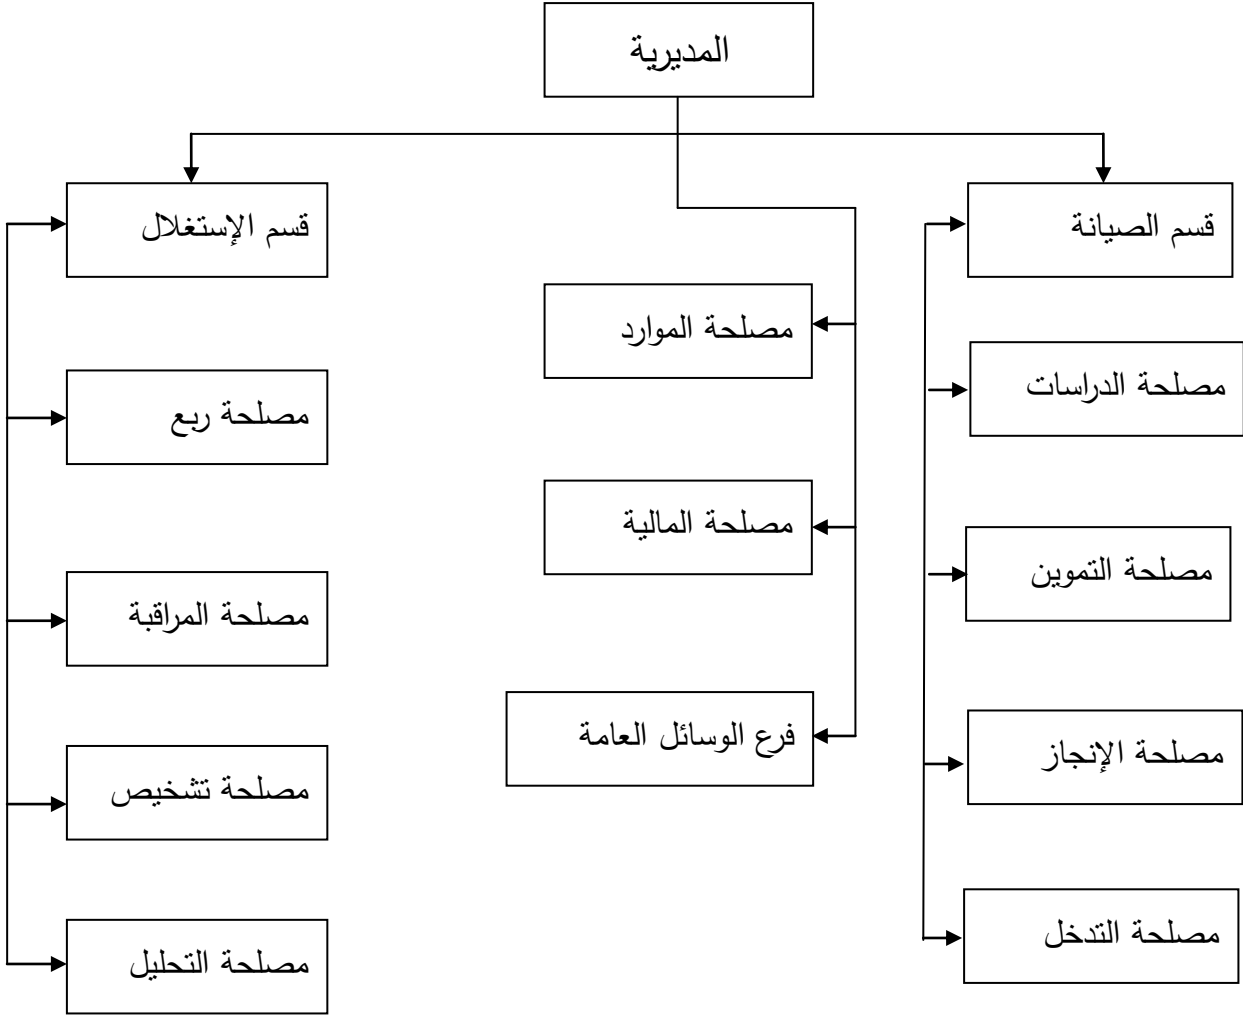 المديرية
قسم الصيانة
مصلحة الدراسات
مصلحة التموين
مصلحة الإنجاز
مصلحة التدخل
مصلحة الموارد
مصلحة المالية
فرع الوسائل العامة
قسم الإستغلال
مصلحة ربع
مصلحة المراقبة
مصلحة تشخيص
مصلحة التحليل